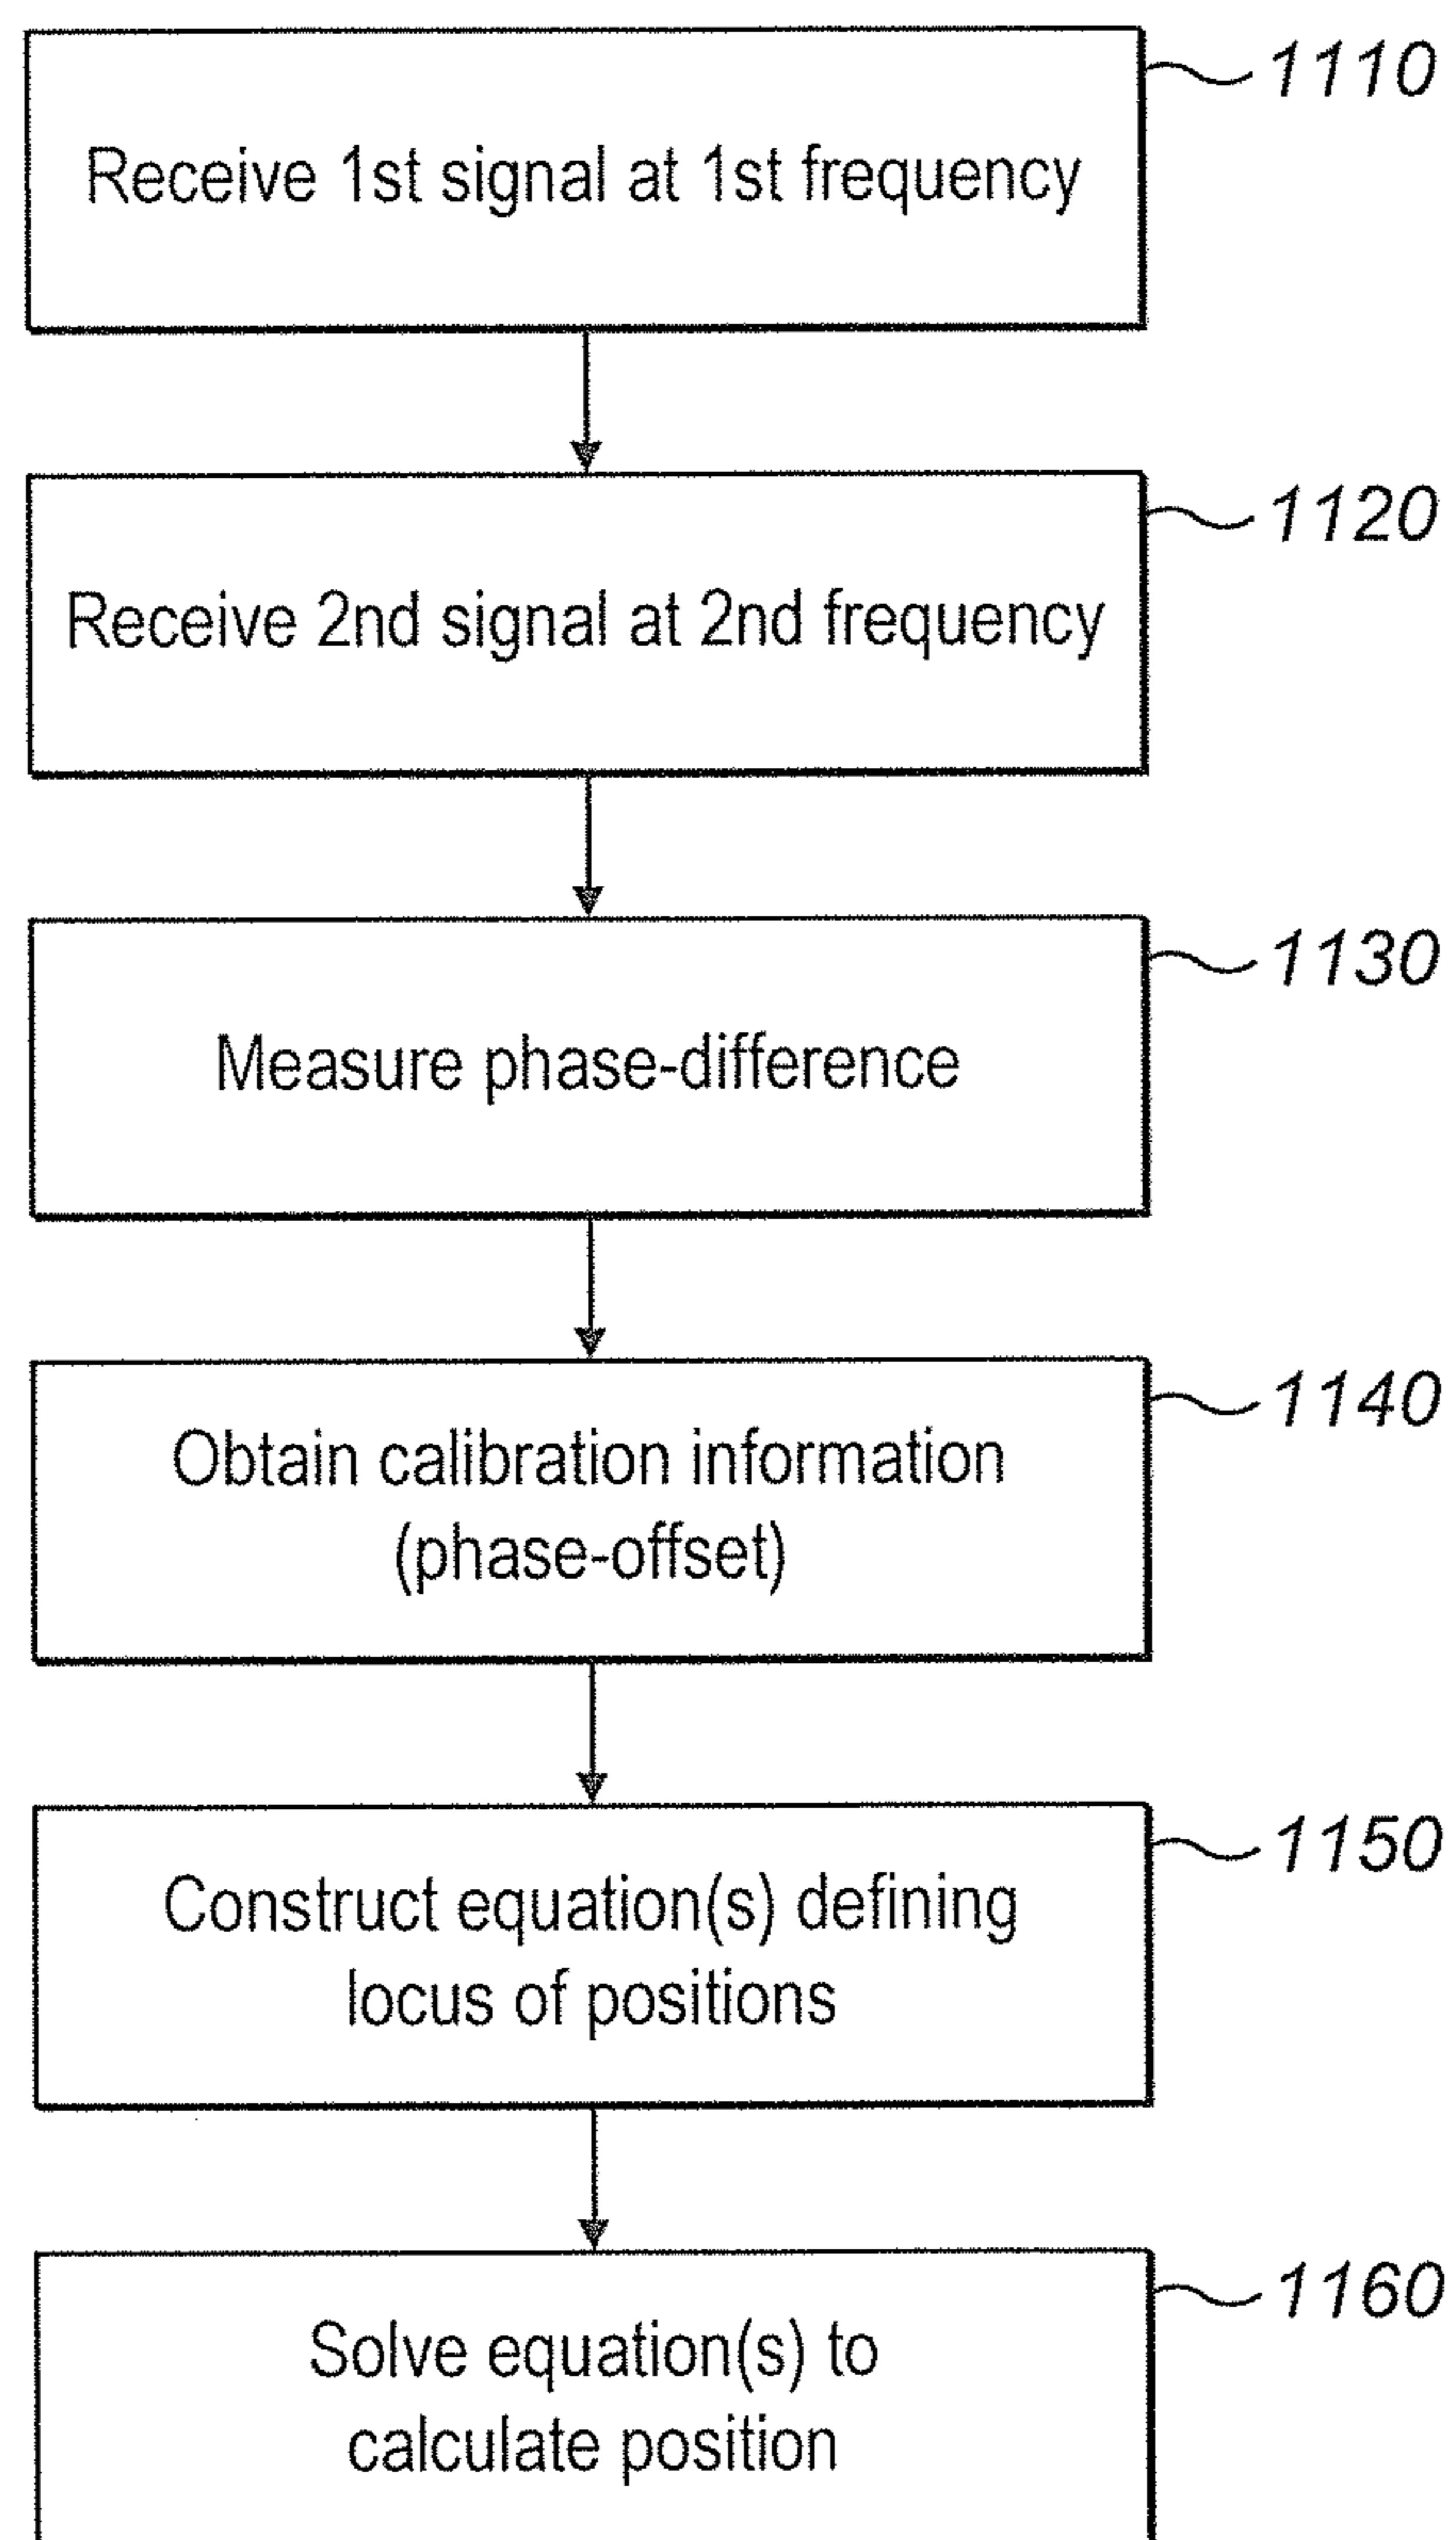 1110
Receive 1st signal at 1st frequency
1120
Receive 2nd signal at 2nd frequency
1130
Measure phase-difference
1140
Obtain calibration information
(phase-offset)
1150
Construct equation(s) defining
locus of positions
1160
Solve equation(s) to
calculate position